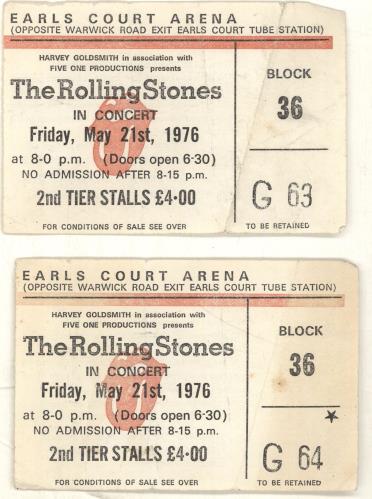 EARLS COURT ARENA
(OPPOSITE WARWICK ROAD EXIT EARLS COURT TUBE STATION)
HARVEY GOLDSMITH in association with
FIVE ONE PRODUCTIONS presents
The Rolling Stones
IN CONCERT
Friday, May 21st, 1976
at 8-0 p.m. (Doors open 6·30)
NO ADMISSION AFTER 8-15 p.m.
2nd TIER STALLS £4·00
FOR CONDITIONS OF SALE SEE OVER
BLOCK
36
G 63
TO BE RETAINED
EARLS COURT ARENA
(OPPOSITE WARWICK ROAD EXIT EARLS COURT TUBE STATION)
HARVEY GOLDSMITH in association with
FIVE ONE PRODUCTIONS presents
The Rolling Stones
IN CONCERT
Friday, May 21st, 1976
at 8-0 p.m. (Doors open 6·30)
NO ADMISSION AFTER 8-15 p.m.
2nd TIER STALLS £4·00
FOR CONDITIONS OF SALE SEE OVER
BLOCK
36
G 64
TO BE RETAINED